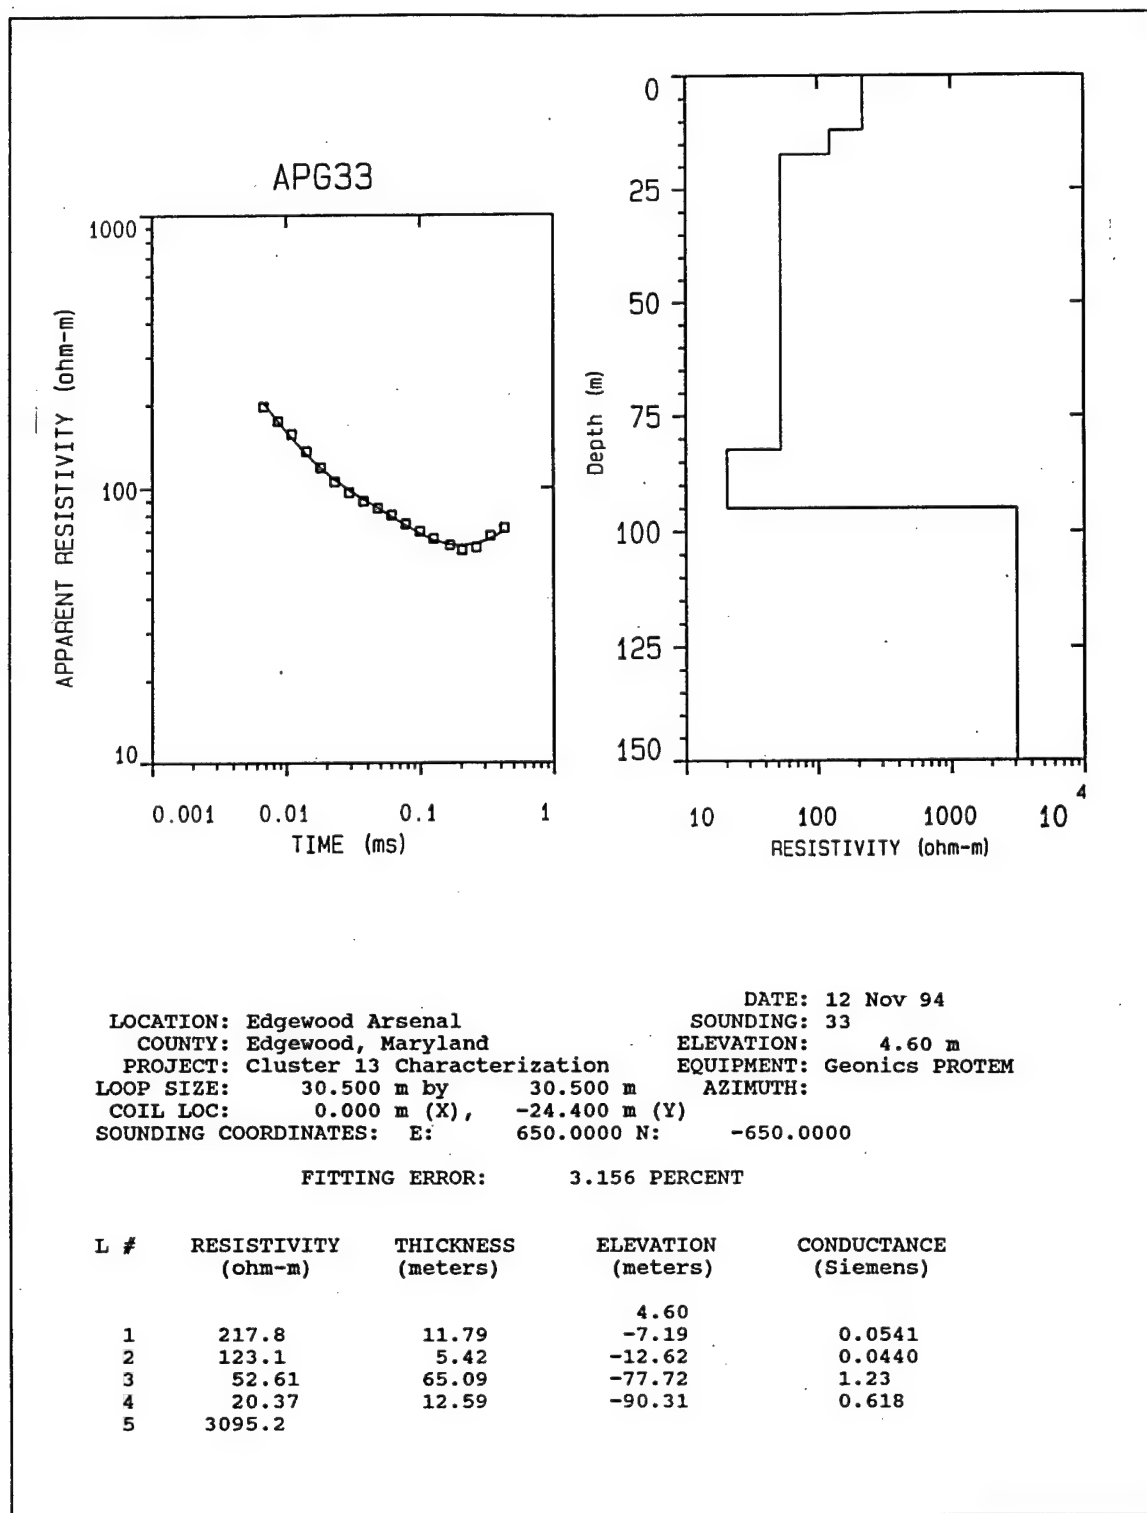 APG33
1000
100
10
APPARENT RESISTIVITY (ohm-m)
0.001 0.01 0.1 1
TIME (ms)
0
25
50
75
100
125
150
Depth (m)
10 100 1000 10 4
RESISTIVITY (ohm-m)
DATE: 12 Nov 94
LOCATION: Edgewood Arsenal SOUNDING: 33
COUNTY: Edgewood, Maryland ELEVATION: 4.60 m
PROJECT: Cluster 13 Characterization EQUIPMENT: Geonics PROTEM
LOOP SIZE: 30.500 m by 30.500 m AZIMUTH:
COIL LOC: 0.000 m (X), -24.400 m (Y)
SOUNDING COORDINATES: E: 650.0000 N: -650.0000
FITTING ERROR: 3.156 PERCENT
L # RESISTIVITY THICKNESS ELEVATION CONDUCTANCE
(ohm-m) (meters) (meters) (Siemens)
4.60
1 217.8 11.79 -7.19 0.0541
2 123.1 5.42 -12.62 0.0440
3 52.61 65.09 -77.72 1.23
4 20.37 12.59 -90.31 0.618
5 3095.2